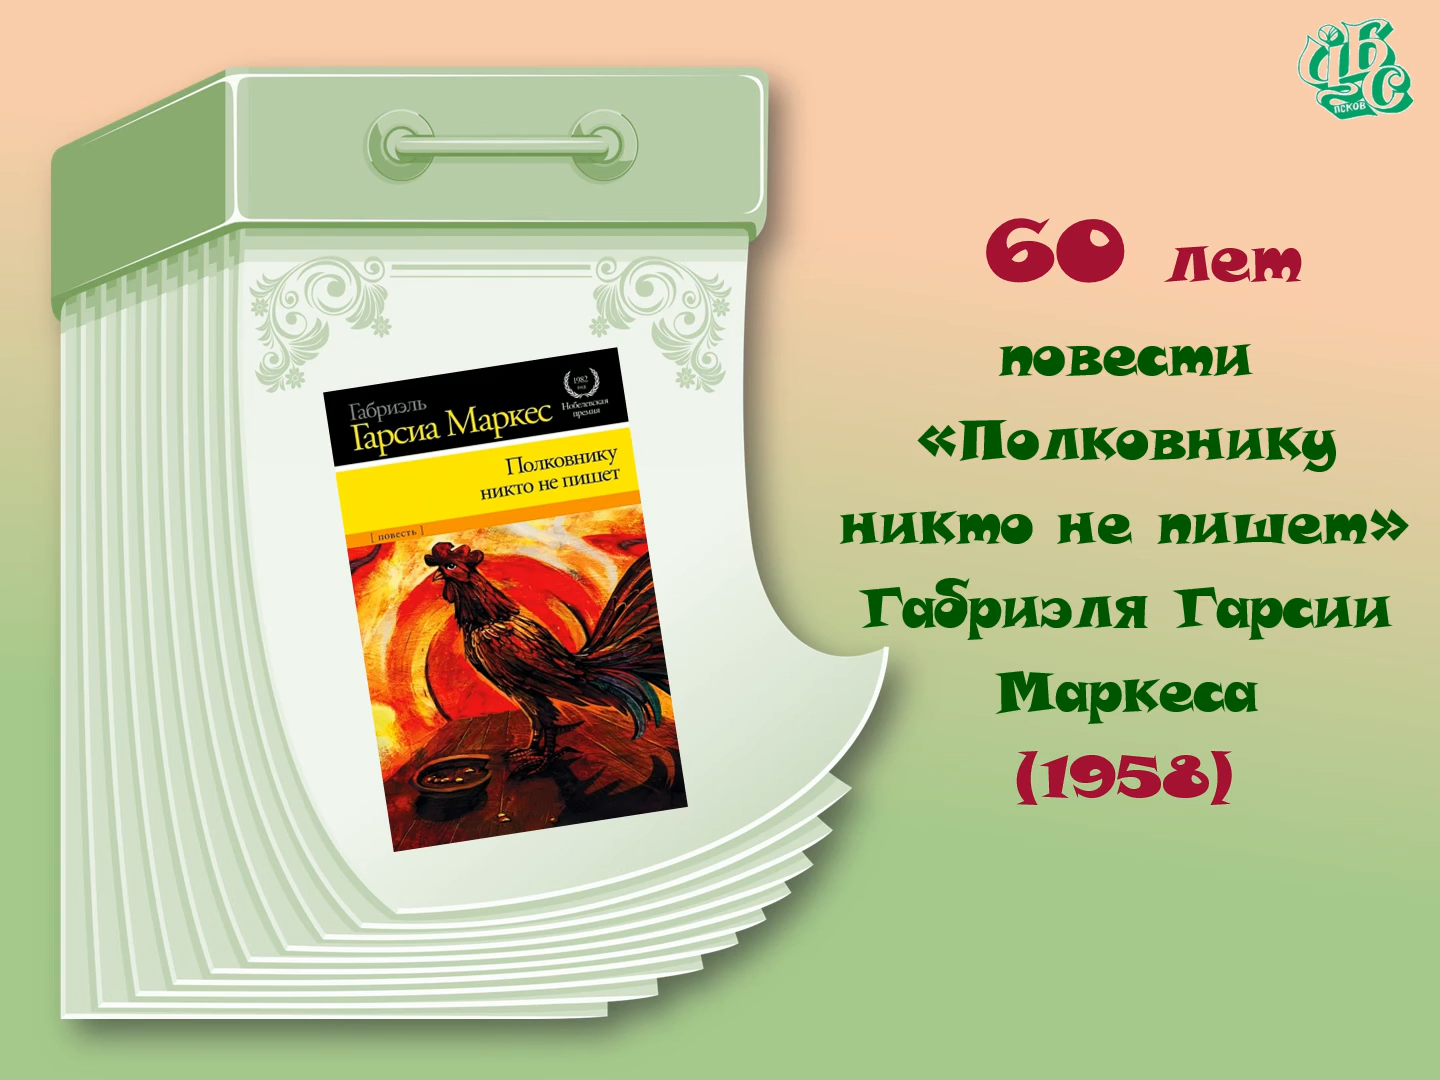 ЦБС
ПСКОВ
60 лет
повести
«Полковнику
никто не пишет»
Габриэля Гарсии
Маркеса
(1958)
Габриэль
Гарсиа Маркес
1982
год
Нобелевская
премия
Полковнику
никто не пишет
[ повесть ]